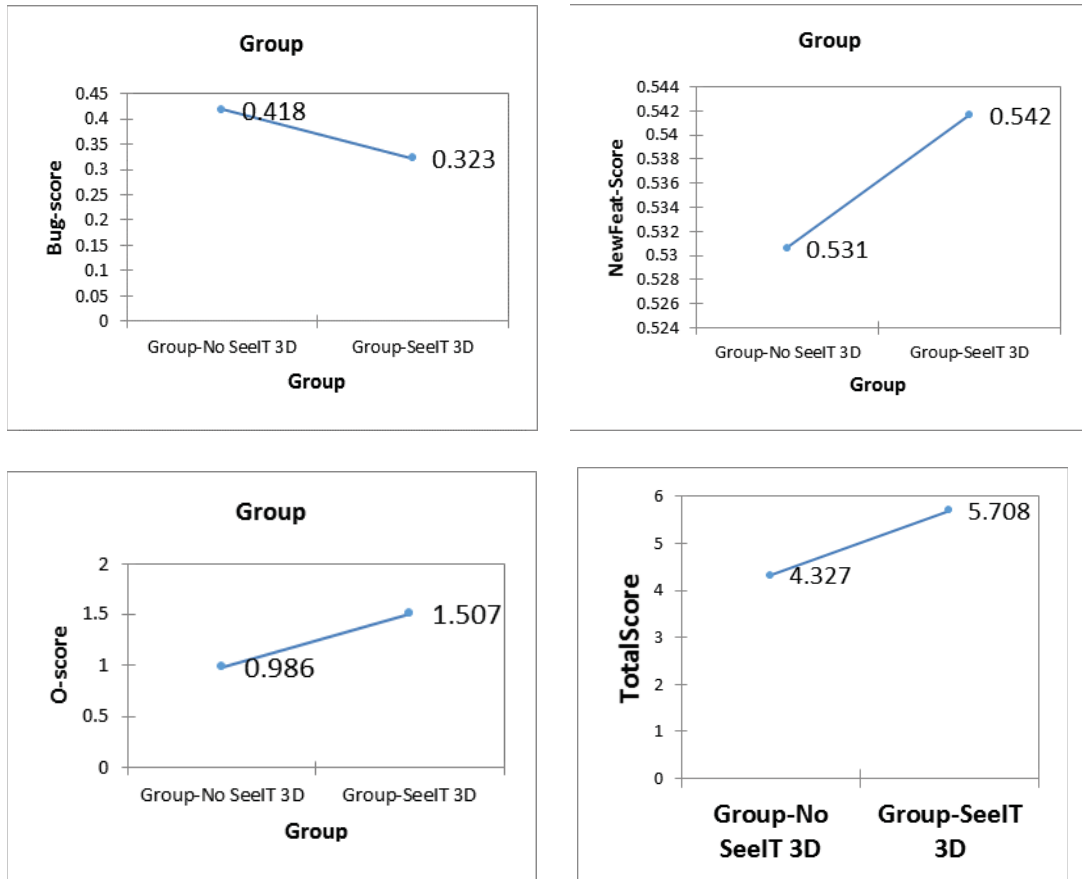 Group
Bug-score
0.45
0.4
0.35
0.3
0.25
0.2
0.15
0.1
0.05
0
0.418
0.323
Group-No SeeIT 3D
Group-SeeIT 3D
Group
Group
NewFeat-Score
0.544
0.542
0.54
0.538
0.536
0.534
0.532
0.53
0.528
0.526
0.524
0.542
0.531
Group-No SeeIT 3D
Group-SeeIT 3D
Group
Group
O-score
2
1.5
1
0.5
0
1.507
0.986
Group-No SeeIT 3D
Group-SeeIT 3D
Group
TotalScore
6
5
4
3
2
1
0
5.708
4.327
Group-No
SeeIT 3D
Group-SeeIT
3D